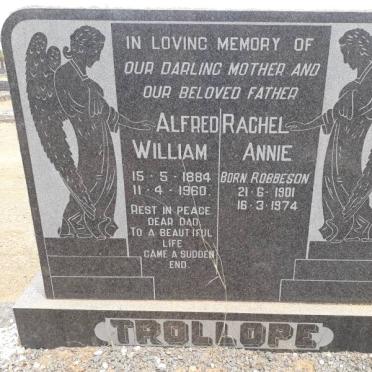 IN LOVING MEMORY OF
OUR DARLING MOTHER AND
OUR BELOVED FATHER
ALFRED
WILLIAM
15-5-1884
11-4-1960
REST IN PEACE
DEAR DAD,
TO A BEAUTIFUL
LIFE
CAME A SUDDEN
END.
RACHEL
ANNIE
BORN ROBBESON
21-6-1901
16-3-1974
TROLLOPE